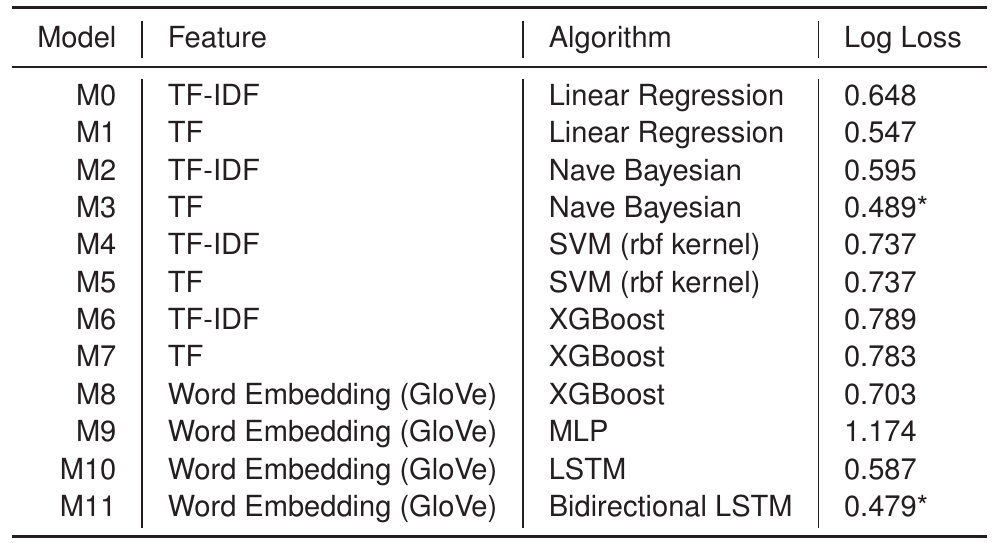 Model Feature Algorithm Log Loss
M0 TF-IDF Linear Regression 0.648
M1 TF Linear Regression 0.547
M2 TF-IDF Nave Bayesian 0.595
M3 TF Nave Bayesian 0.489*
M4 TF-IDF SVM (rbf kernel) 0.737
M5 TF SVM (rbf kernel) 0.737
M6 TF-IDF XGBoost 0.789
M7 TF XGBoost 0.783
M8 Word Embedding (GloVe) XGBoost 0.703
M9 Word Embedding (GloVe) MLP 1.174
M10 Word Embedding (GloVe) LSTM 0.587
M11 Word Embedding (GloVe) Bidirectional LSTM 0.479*